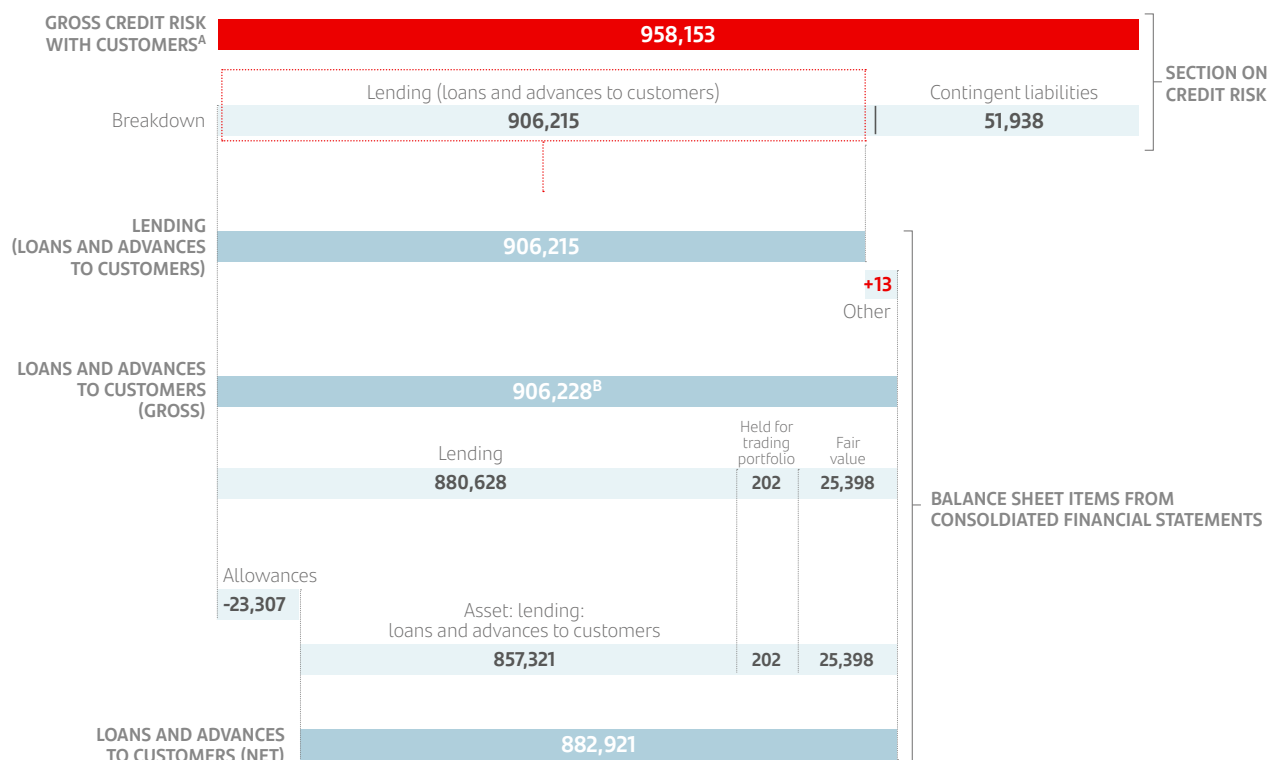 GROSS CREDIT RISK
WITH CUSTOMERSᴬ
958,153
SECTION ON
CREDIT RISK
Lending (loans and advances to customers)
Contingent liabilities
Breakdown
906,215
51,938
LENDING
(LOANS AND ADVANCES
TO CUSTOMERS)
906,215
+13
Other
LOANS AND ADVANCES
TO CUSTOMERS
(GROSS)
906,228ᴮ
Held for
trading
portfolio
Fair
value
Lending
880,628
202
25,398
BALANCE SHEET ITEMS FROM
CONSOLDIATED FINANCIAL STATEMENTS
Allowances
-23,307
Asset: lending:
loans and advances to customers
857,321
202
25,398
LOANS AND ADVANCES
TO CUSTOMERS (NET)
882,921